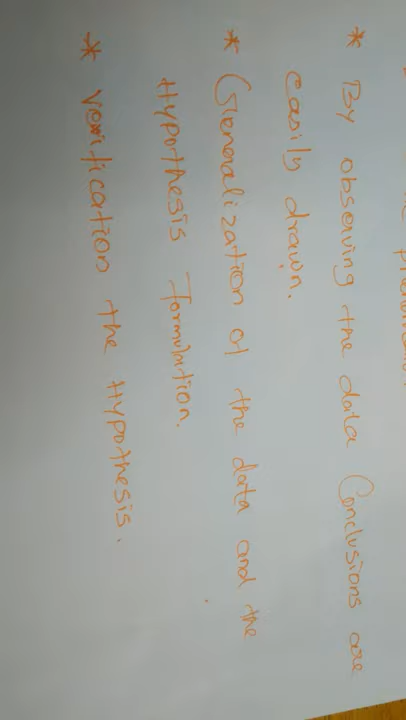 * By observing the data Conclusions are
easily drawn.
* Generalization of the data and the
Hypothesis Formulation.
* Verification the Hypothesis.